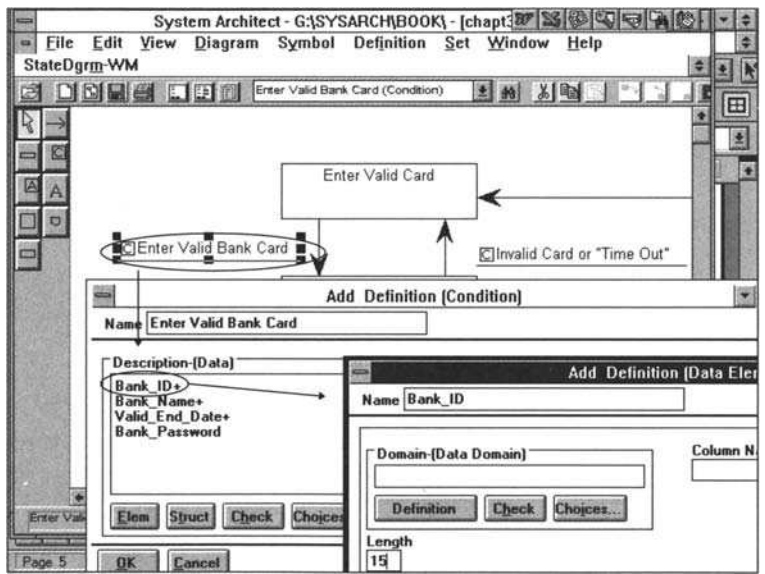 System Architect - G:\SYSARCH\BOOK\ - [chapt3
File Edit View Diagram Symbol Definition Set Window Help
StateDgrm-WM
Enter Valid Bank Card (Condition)
Enter Valid Card
C Enter Valid Bank Card
C Invalid Card or "Time Out"
Add Definition (Condition)
Name Enter Valid Bank Card
Description-(Data)
Bank_ID+
Bank_Name+
Valid_End_Date+
Bank_Password
Elem Struct Check Choices
OK Cancel
Add Definition (Data Elem
Name Bank_ID
Domain-(Data Domain)
Column N
Definition Check Choices...
Length
15
Enter Val
Page 5